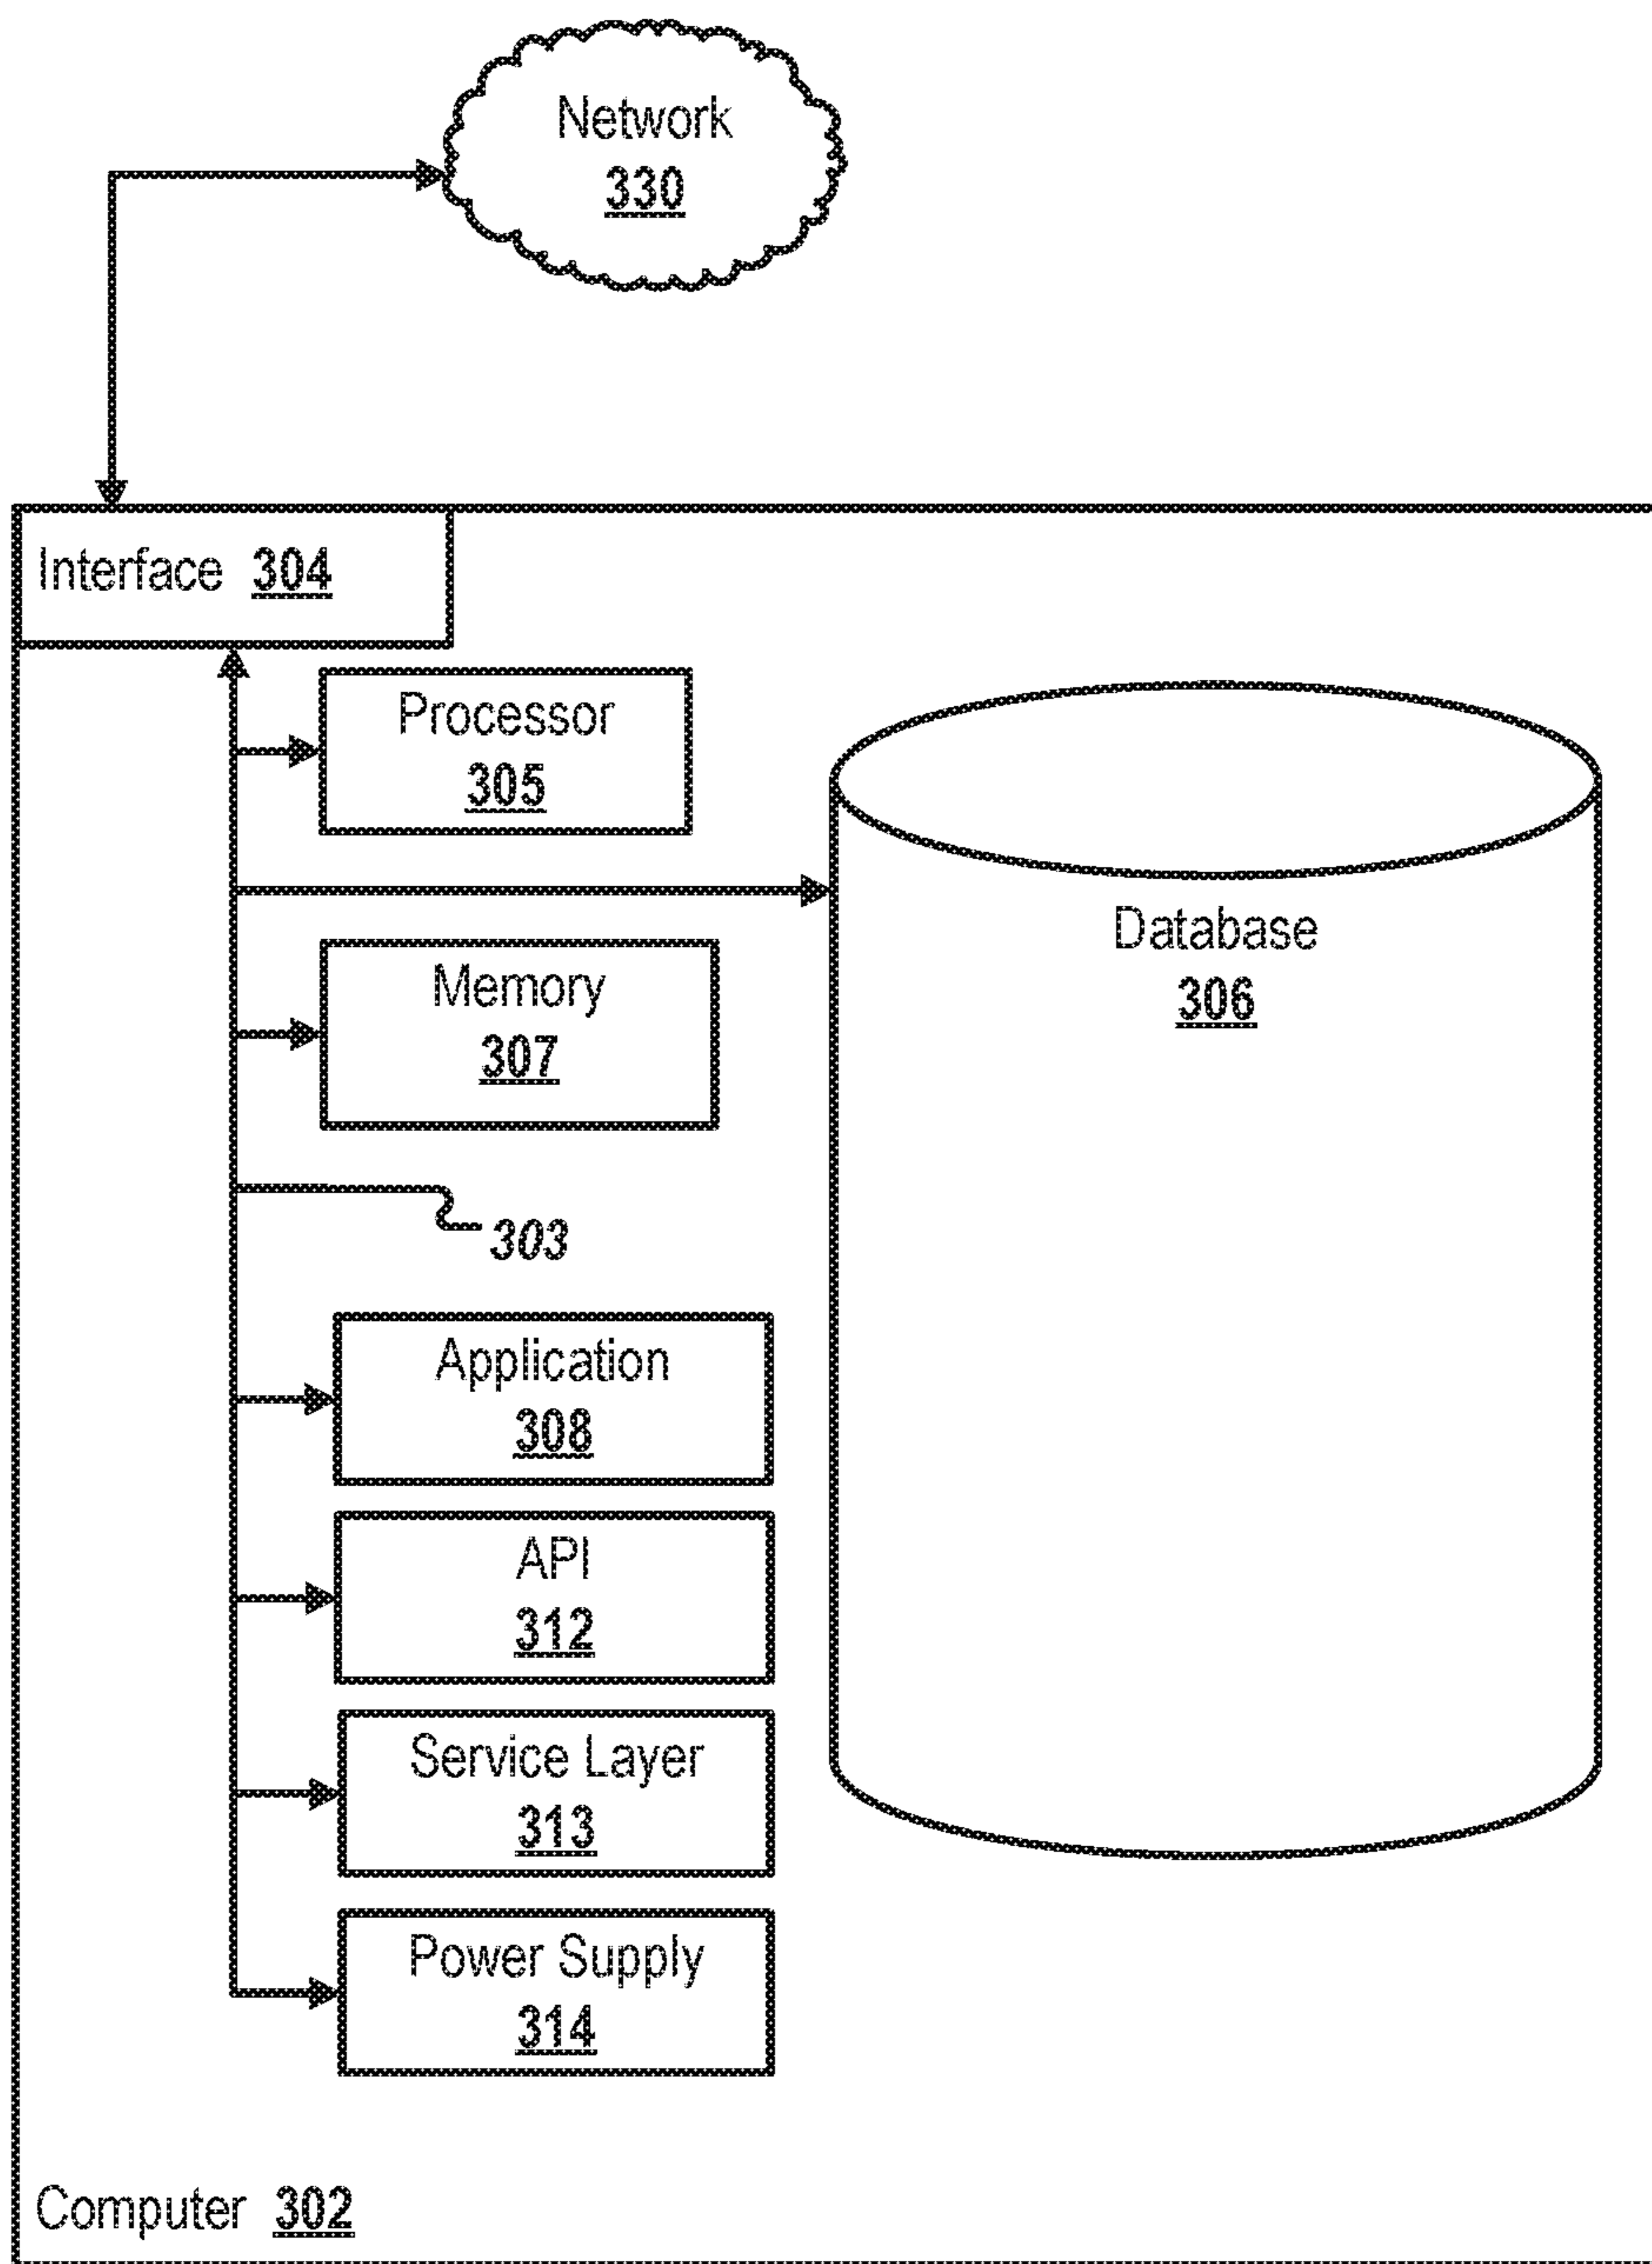 Network
330
Interface 304
Processor
305
Database
306
Memory
307
303
Application
308
API
312
Service Layer
313
Power Supply
314
Computer 302